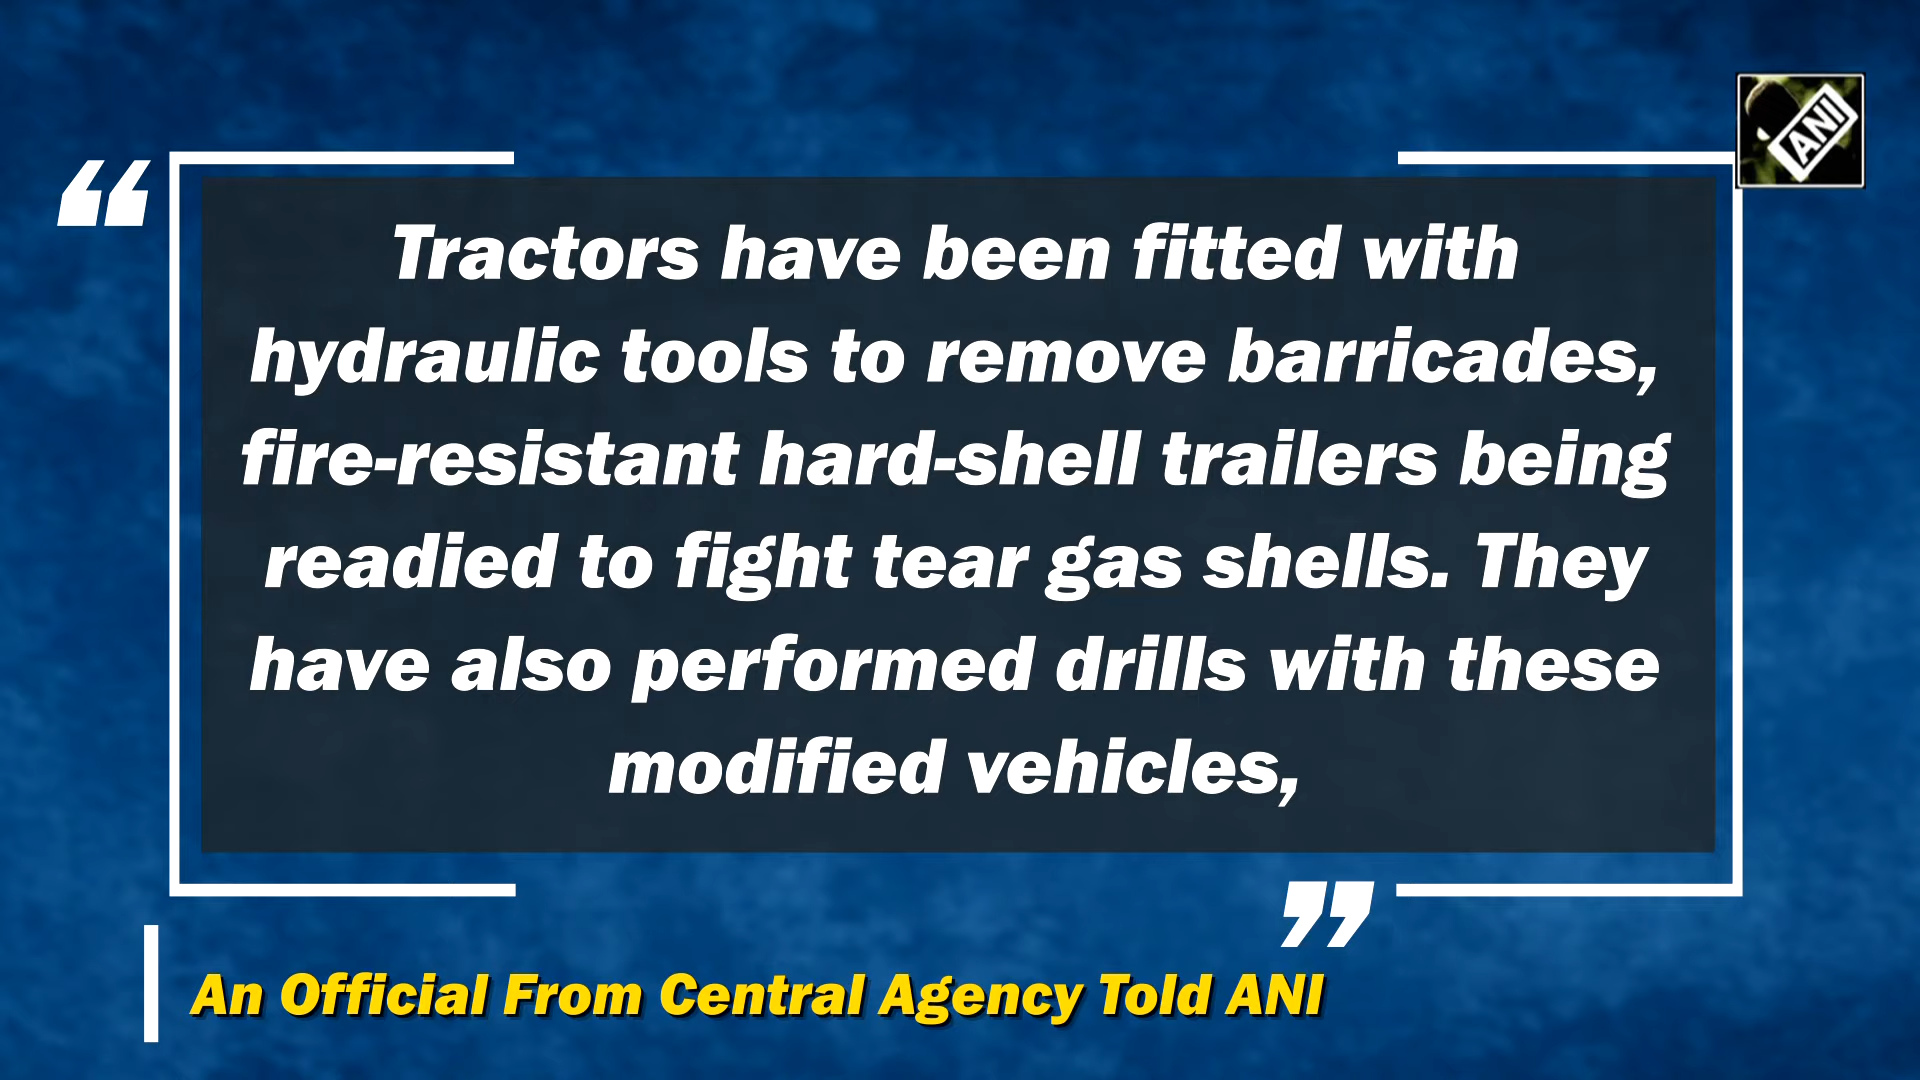 ANI
“
Tractors have been fitted with
hydraulic tools to remove barricades,
fire-resistant hard-shell trailers being
readied to fight tear gas shells. They
have also performed drills with these
modified vehicles,
”
An Official From Central Agency Told ANI